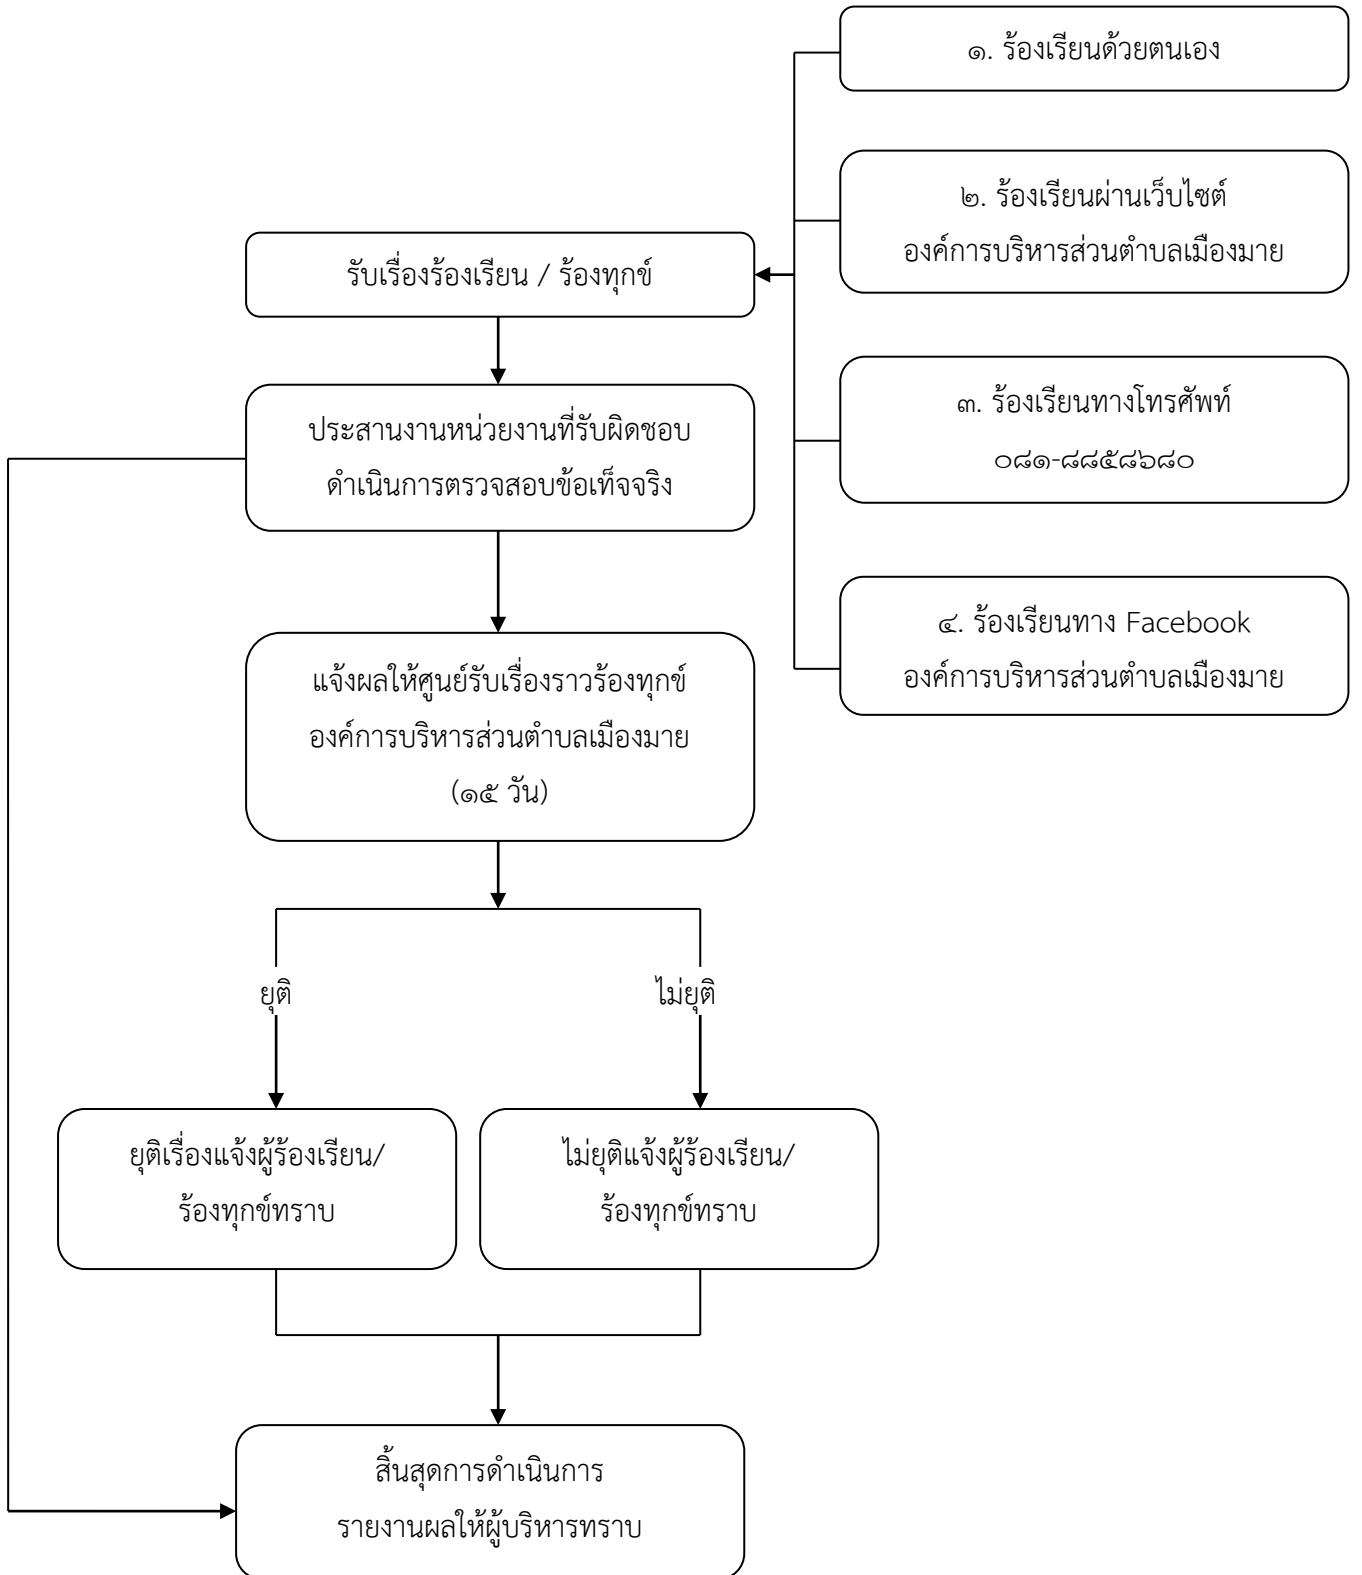 ๑. ร้องเรียนด้วยตนเอง
๒. ร้องเรียนผ่านเว็บไซต์
องค์การบริหารส่วนตำบลเมืองมาย
รับเรื่องร้องเรียน / ร้องทุกข์
๓. ร้องเรียนทางโทรศัพท์
๐๘๑-๘๘๕๘๖๘๐
ประสานงานหน่วยงานที่รับผิดชอบ
ดำเนินการตรวจสอบข้อเท็จจริง
๔. ร้องเรียนทาง Facebook
องค์การบริหารส่วนตำบลเมืองมาย
แจ้งผลให้ศูนย์รับเรื่องราวร้องทุกข์
องค์การบริหารส่วนตำบลเมืองมาย
(๑๕ วัน)
ยุติ
ไม่ยุติ
ยุติเรื่องแจ้งผู้ร้องเรียน/
ร้องทุกข์ทราบ
ไม่ยุติแจ้งผู้ร้องเรียน/
ร้องทุกข์ทราบ
สิ้นสุดการดำเนินการ
รายงานผลให้ผู้บริหารทราบ